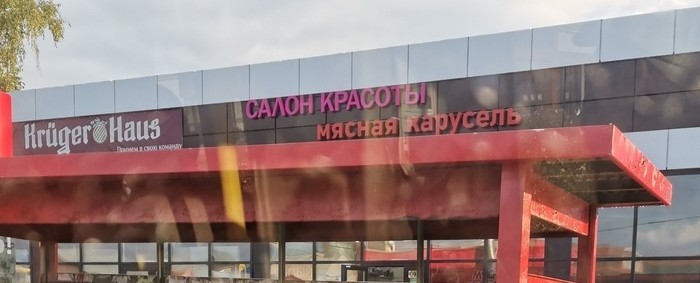 Krüger Haus
Примем в свою команду
САЛОН КРАСОТЫ
мясная карусель